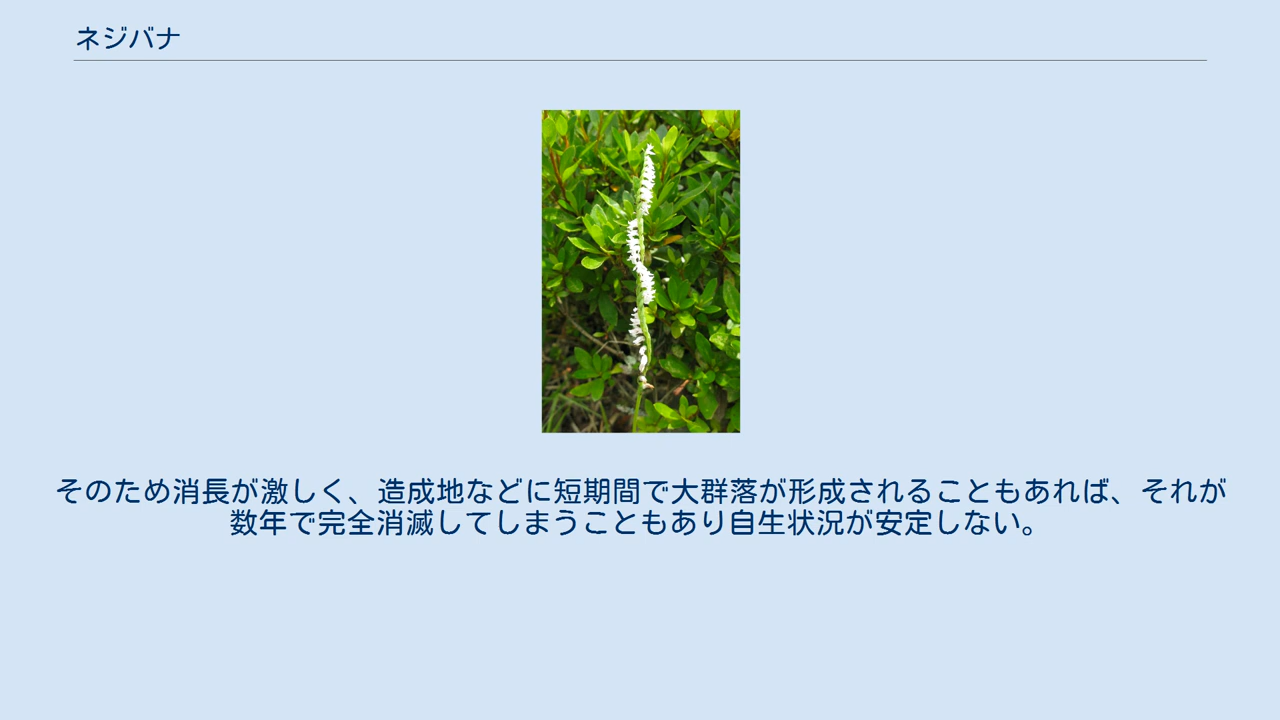 ネジバナ
そのため消長が激しく、造成地などに短期間で大群落が形成されることもあれば、それが
数年で完全消滅してしまうこともあり自生状況が安定しない。